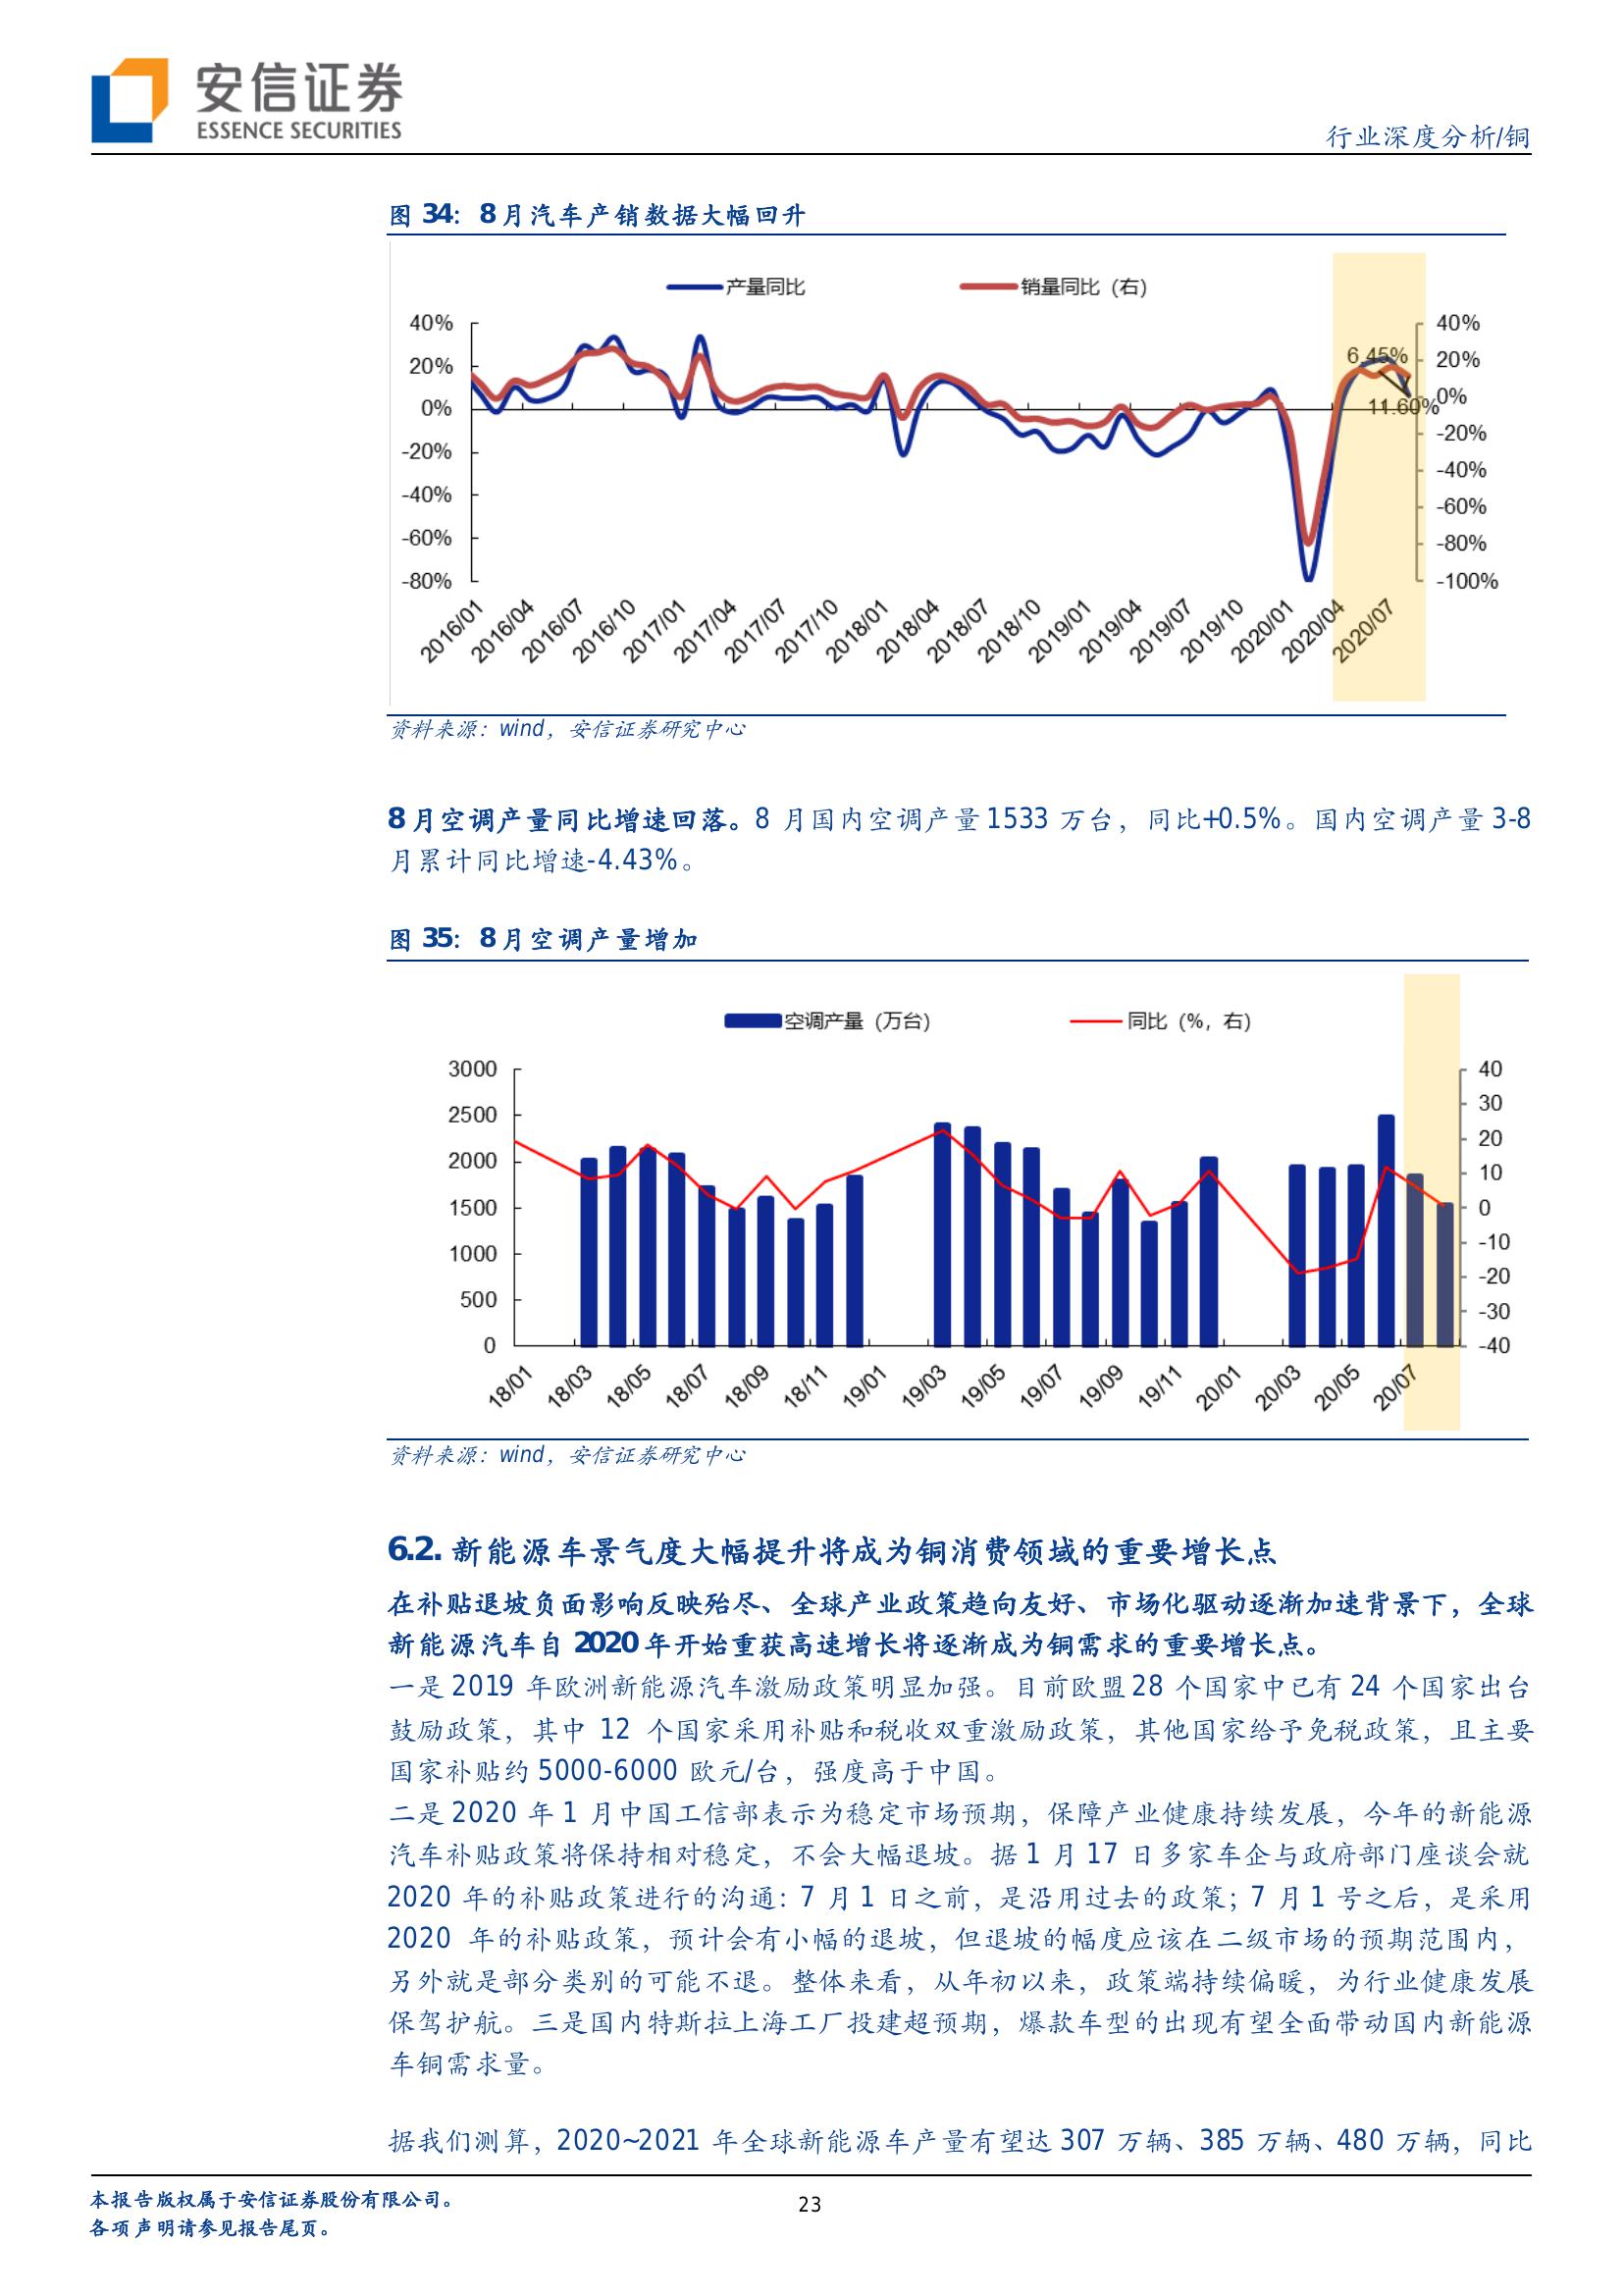 安信证券
ESSENCE SECURITIES
行业深度分析/铜
图 34：8月汽车产销数据大幅回升
产量同比
销量同比（右）
40%
20%
0%
-20%
-40%
-60%
-80%
40%
20%
0%
-20%
-40%
-60%
-80%
-100%
6.45%
11.60%
2016/01
2016/04
2016/07
2016/10
2017/01
2017/04
2017/07
2017/10
2018/01
2018/04
2018/07
2018/10
2019/01
2019/04
2019/07
2019/10
2020/01
2020/04
2020/07
资料来源：wind，安信证券研究中心
8月空调产量同比增速回落。8 月国内空调产量 1533 万台，同比+0.5%。国内空调产量 3-8
月累计同比增速-4.43%。
图 35：8月空调产量增加
空调产量（万台）
同比（%，右）
3000
2500
2000
1500
1000
500
0
40
30
20
10
0
-10
-20
-30
-40
18/01
18/03
18/05
18/07
18/09
18/11
19/01
19/03
19/05
19/07
19/09
19/11
20/01
20/03
20/05
20/07
资料来源：wind，安信证券研究中心
6.2. 新能源车景气度大幅提升将成为铜消费领域的重要增长点
在补贴退坡负面影响反映殆尽、全球产业政策趋向友好、市场化驱动逐渐加速背景下，全球
新能源汽车自 2020 年开始重获高速增长将逐渐成为铜需求的重要增长点。
一是 2019 年欧洲新能源汽车激励政策明显加强。目前欧盟 28 个国家中已有 24 个国家出台
鼓励政策，其中 12 个国家采用补贴和税收双重激励政策，其他国家给予免税政策，且主要
国家补贴约 5000-6000 欧元/台，强度高于中国。
二是 2020 年 1 月中国工信部表示为稳定市场预期，保障产业健康持续发展，今年的新能源
汽车补贴政策将保持相对稳定，不会大幅退坡。据 1 月 17 日多家车企与政府部门座谈会就
2020 年的补贴政策进行的沟通：7 月 1 日之前，是沿用过去的政策；7 月 1 号之后，是采用
2020 年的补贴政策，预计会有小幅的退坡，但退坡的幅度应该在二级市场的预期范围内，
另外就是部分类别的可能不退。整体来看，从年初以来，政策端持续偏暖，为行业健康发展
保驾护航。三是国内特斯拉上海工厂投建超预期，爆款车型的出现有望全面带动国内新能源
车铜需求量。
据我们测算，2020~2021 年全球新能源车产量有望达 307 万辆、385 万辆、480 万辆，同比
本报告版权属于安信证券股份有限公司。
各项声明请参见报告尾页。
23